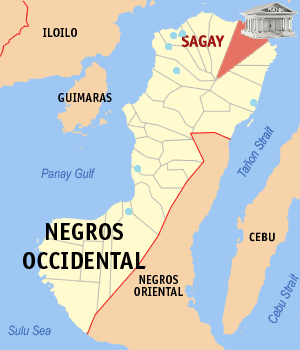 ILOILO
SAGAY
GUIMARAS
Panay Gulf
Tañon Strait
NEGROS
OCCIDENTAL
CEBU
NEGROS
ORIENTAL
Cebu Strait
Sulu Sea